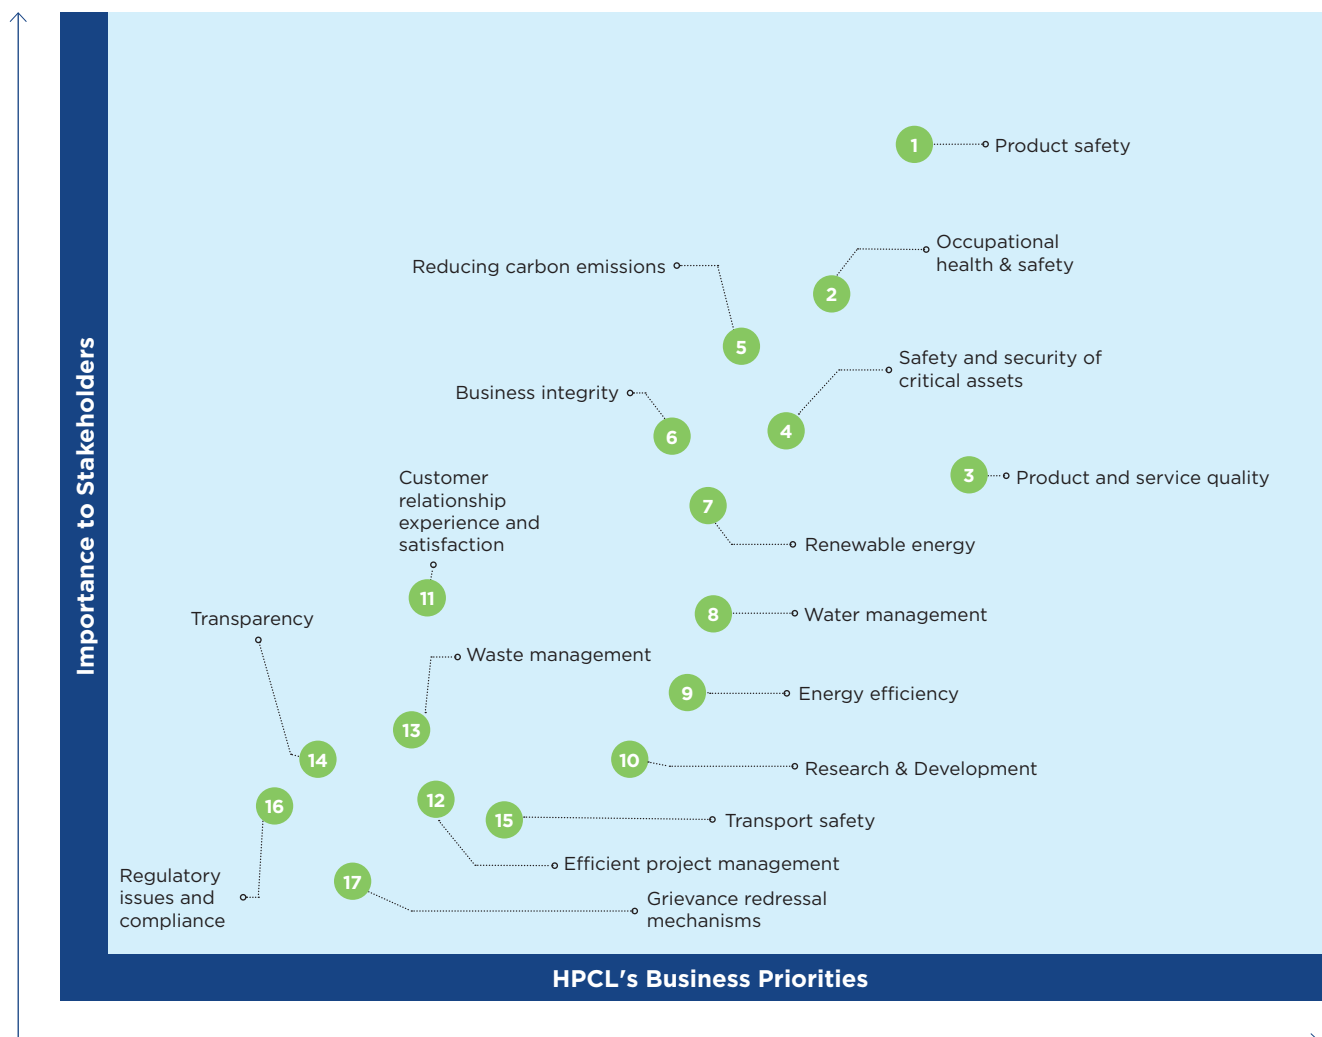 1
Product safety
Occupational
health & safety
2
Reducing carbon emissions
5
Safety and security of
critical assets
4
Business integrity
6
3
Product and service quality
Customer
relationship
experience and
satisfaction
11
7
Renewable energy
Transparency
14
8
Water management
Waste management
13
9
Energy efficiency
10
Research & Development
16
12
15
Transport safety
Efficient project management
Regulatory
issues and
compliance
17
Grievance redressal
mechanisms
Importance to Stakeholders
HPCL's Business Priorities